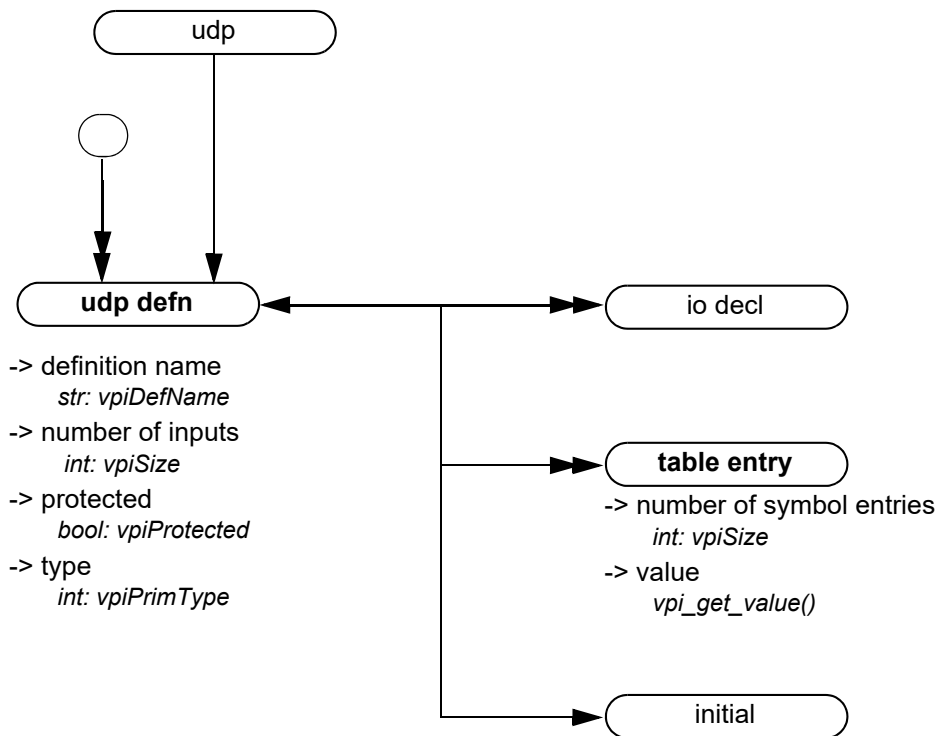 udp
udp defn
io decl
-> definition name
str: vpiDefName
-> number of inputs
int: vpiSize
-> protected
bool: vpiProtected
-> type
int: vpiPrimType
table entry
-> number of symbol entries
int: vpiSize
-> value
vpi_get_value()
initial